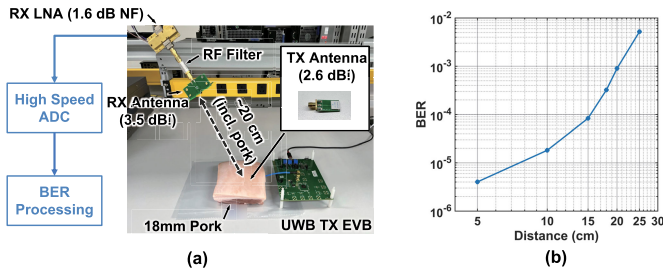 RX LNA (1.6 dB NF)
RF Filter
TX Antenna
(2.6 dBi)
High Speed
ADC
RX Antenna
(3.5 dBi)
~20 cm
(incl. pork)
BER
Processing
18mm Pork
UWB TX EVB
(a)
BER
10-2
10-3
10-4
10-5
10-6
5
10
15
20
25
30
Distance (cm)
(b)